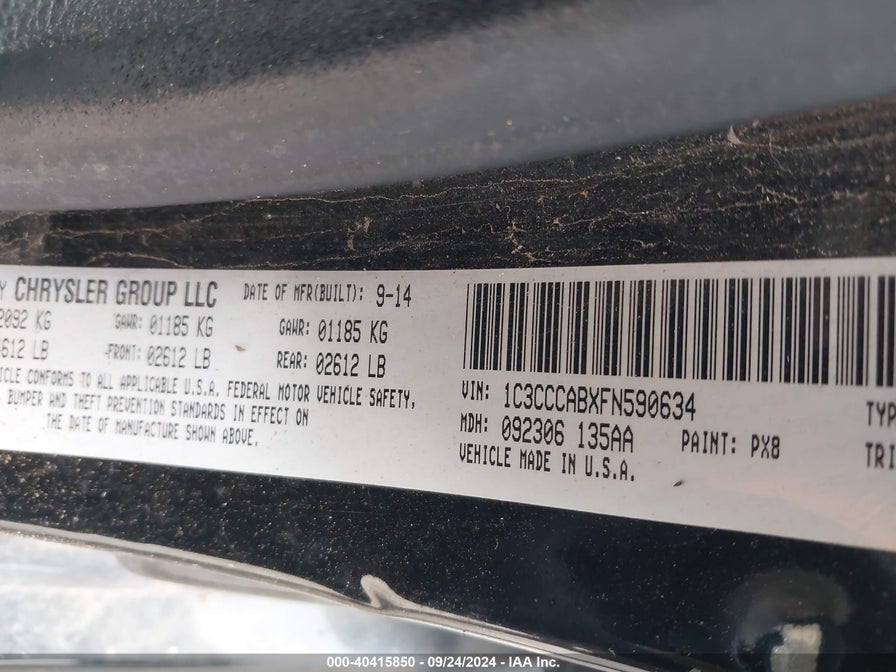 Y CHRYSLER GROUP LLC DATE OF MFR(BUILT): 9-14
2092 KG GAWR: 01185 KG GAWR: 01185 KG
4612 LB -FRONT: 02612 LB REAR: 02612 LB
ICLE CONFORMS TO ALL APPLICABLE U.S.A. FEDERAL MOTOR VEHICLE SAFETY,
BUMPER AND THEFT PREVENTION STANDARDS IN EFFECT ON
THE DATE OF MANUFACTURE SHOWN ABOVE.
VIN: 1C3CCCABXFN590634 TYP
MDH: 092306 135AA PAINT: PX8 TRI
VEHICLE MADE IN U.S.A.
000-40415850 - 09/24/2024 - IAA Inc.